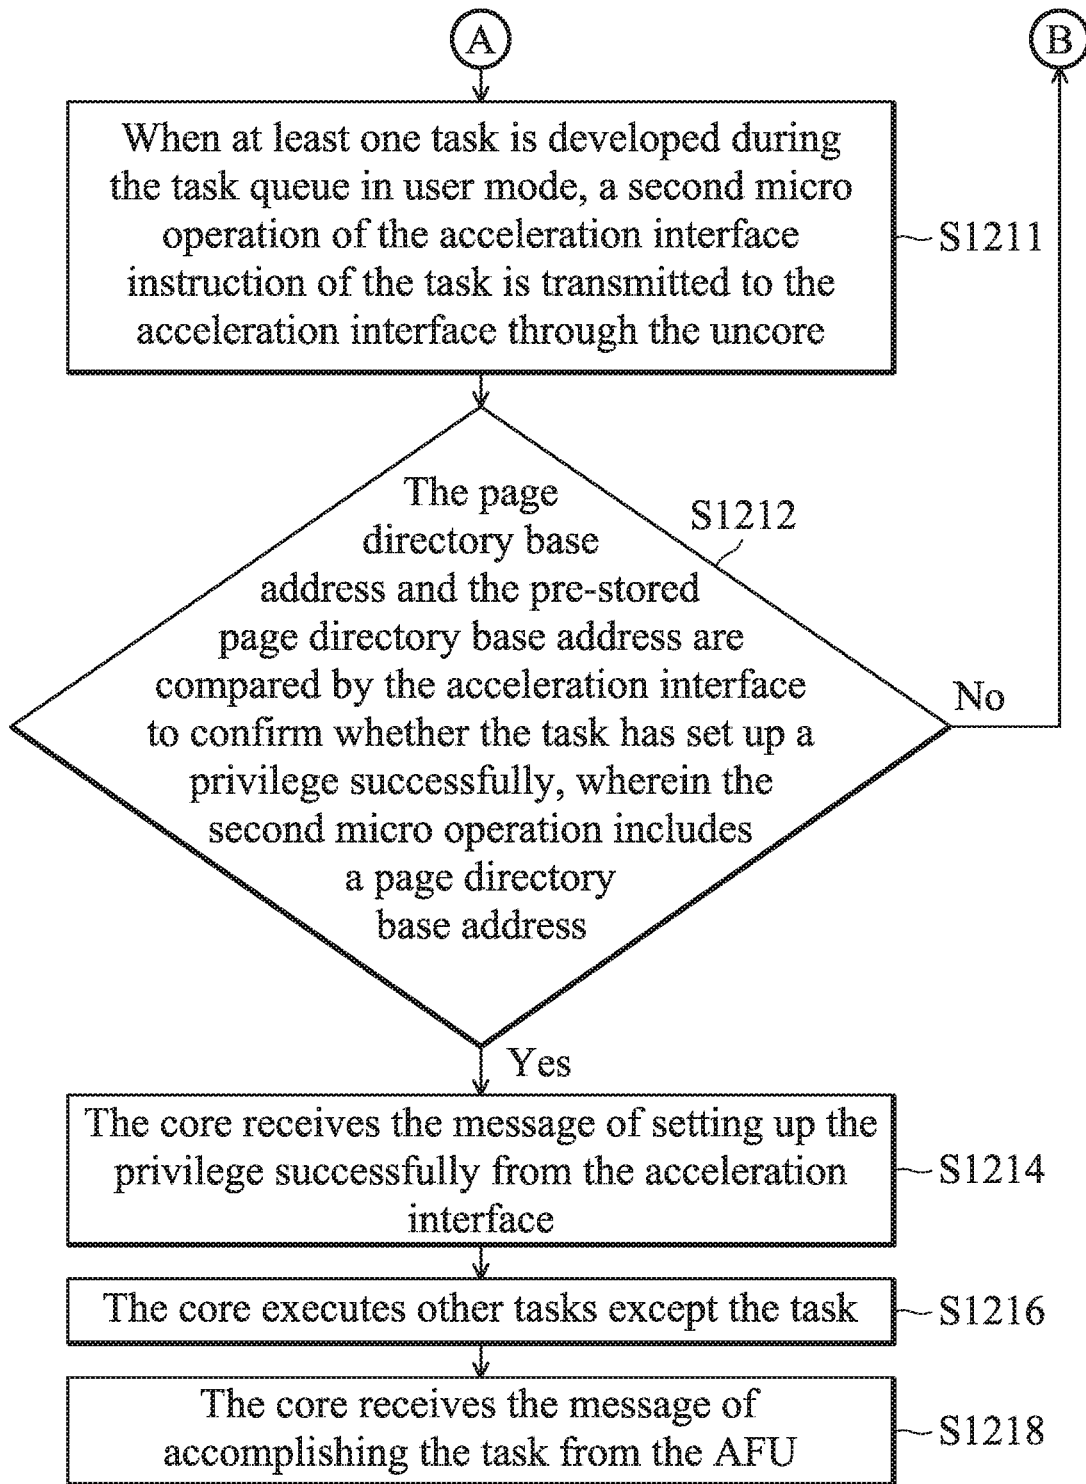 A
B
When at least one task is developed during
the task queue in user mode, a second micro
operation of the acceleration interface
instruction of the task is transmitted to the
acceleration interface through the uncore
S1211
The page
directory base
address and the pre-stored
page directory base address are
compared by the acceleration interface
to confirm whether the task has set up a
privilege successfully, wherein the
second micro operation includes
a page directory
base address
S1212
No
Yes
The core receives the message of setting up the
privilege successfully from the acceleration
interface
S1214
The core executes other tasks except the task
S1216
The core receives the message of
accomplishing the task from the AFU
S1218